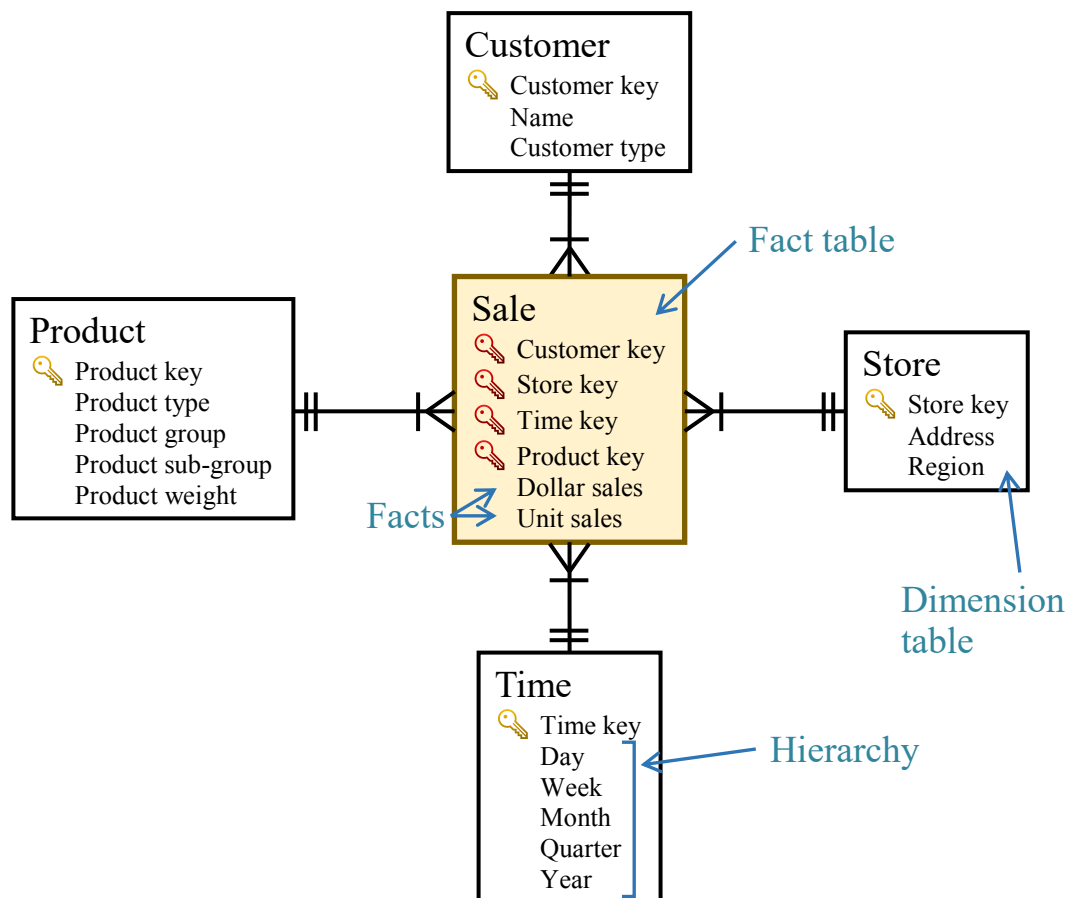 Customer
Customer key
Name
Customer type
Fact table
Product
Product key
Product type
Product group
Product sub-group
Product weight
Sale
Customer key
Store key
Time key
Product key
Dollar sales
Unit sales
Facts
Store
Store key
Address
Region
Dimension
table
Time
Time key
Day
Week
Month
Quarter
Year
Hierarchy